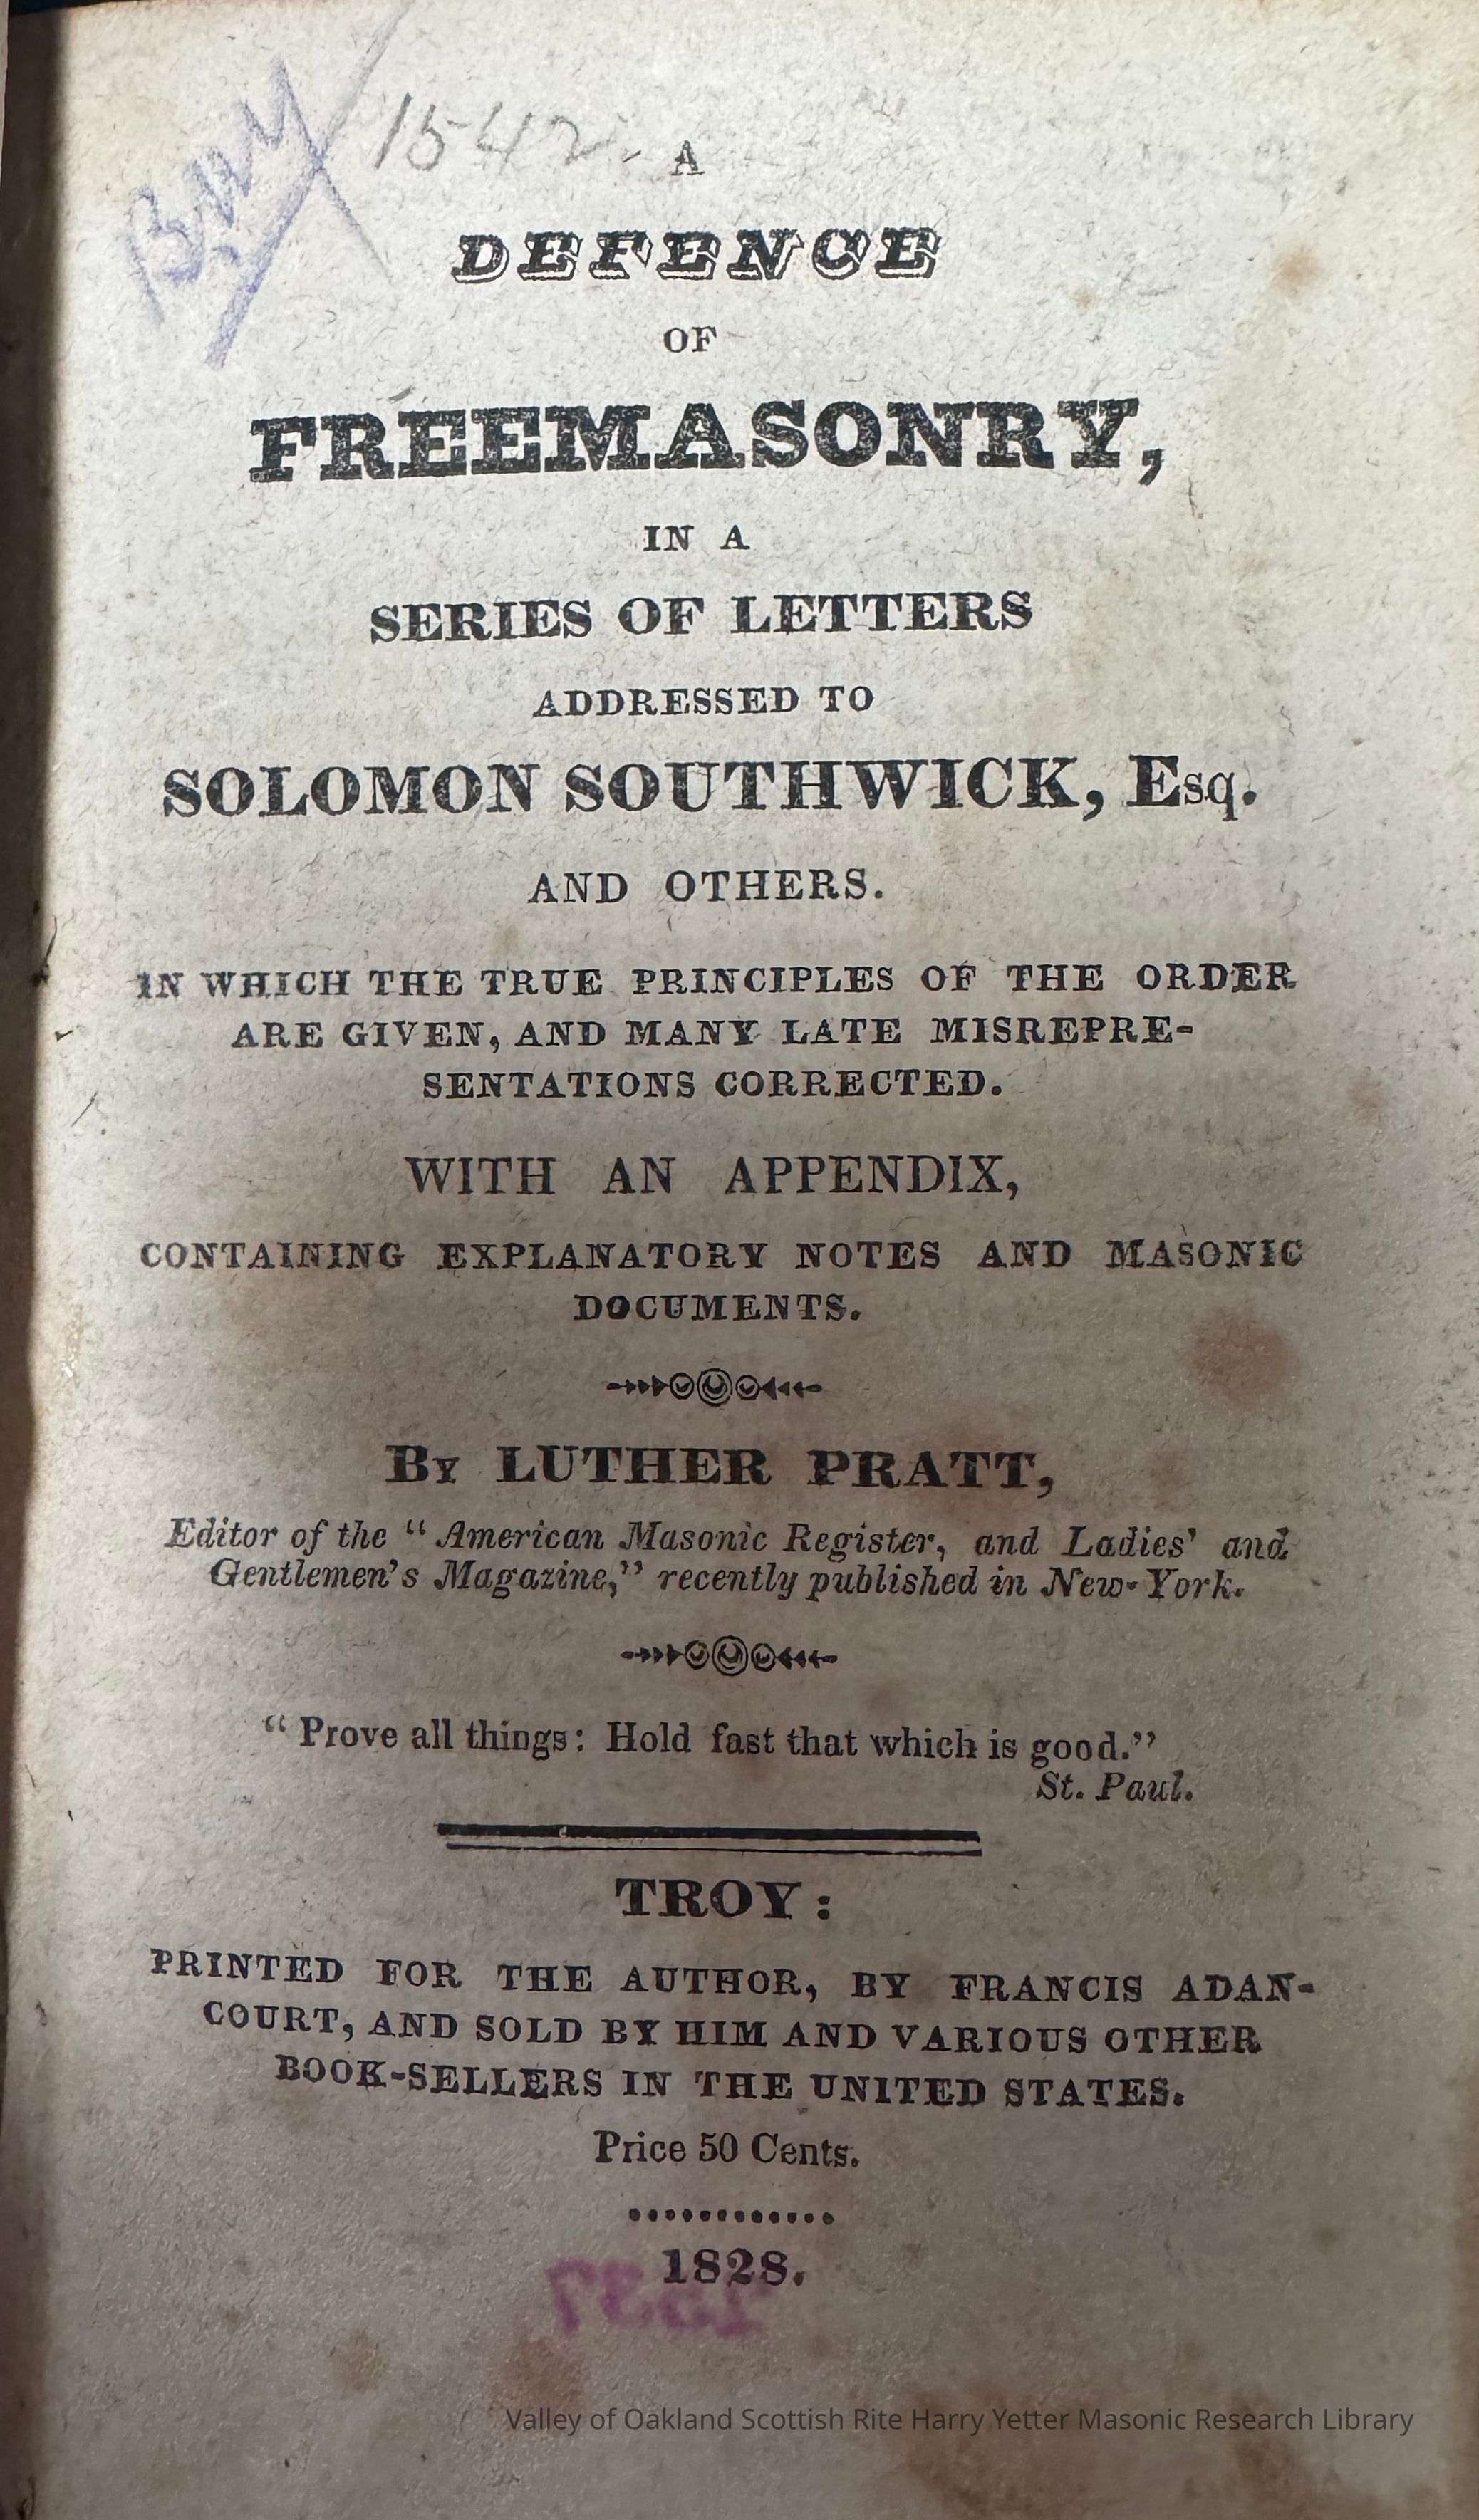 1542
A
DEFENCE
OF
FREEMASONRY,
IN A
SERIES OF LETTERS
ADDRESSED TO
SOLOMON SOUTHWICK, Esq.
AND OTHERS.
IN WHICH THE TRUE PRINCIPLES OF THE ORDER
ARE GIVEN, AND MANY LATE MISREPRE-
SENTATIONS CORRECTED.
WITH AN APPENDIX,
CONTAINING EXPLANATORY NOTES AND MASONIC
DOCUMENTS.
By LUTHER PRATT,
Editor of the “American Masonic Register, and Ladies’ and
Gentlemen’s Magazine,” recently published in New-York.
“Prove all things: Hold fast that which is good.”
St. Paul.
TROY:
PRINTED FOR THE AUTHOR, BY FRANCIS ADAN-
COURT, AND SOLD BY HIM AND VARIOUS OTHER
BOOK-SELLERS IN THE UNITED STATES.
Price 50 Cents.
1828.
Valley of Oakland Scottish Rite Harry Yetter Masonic Research Library